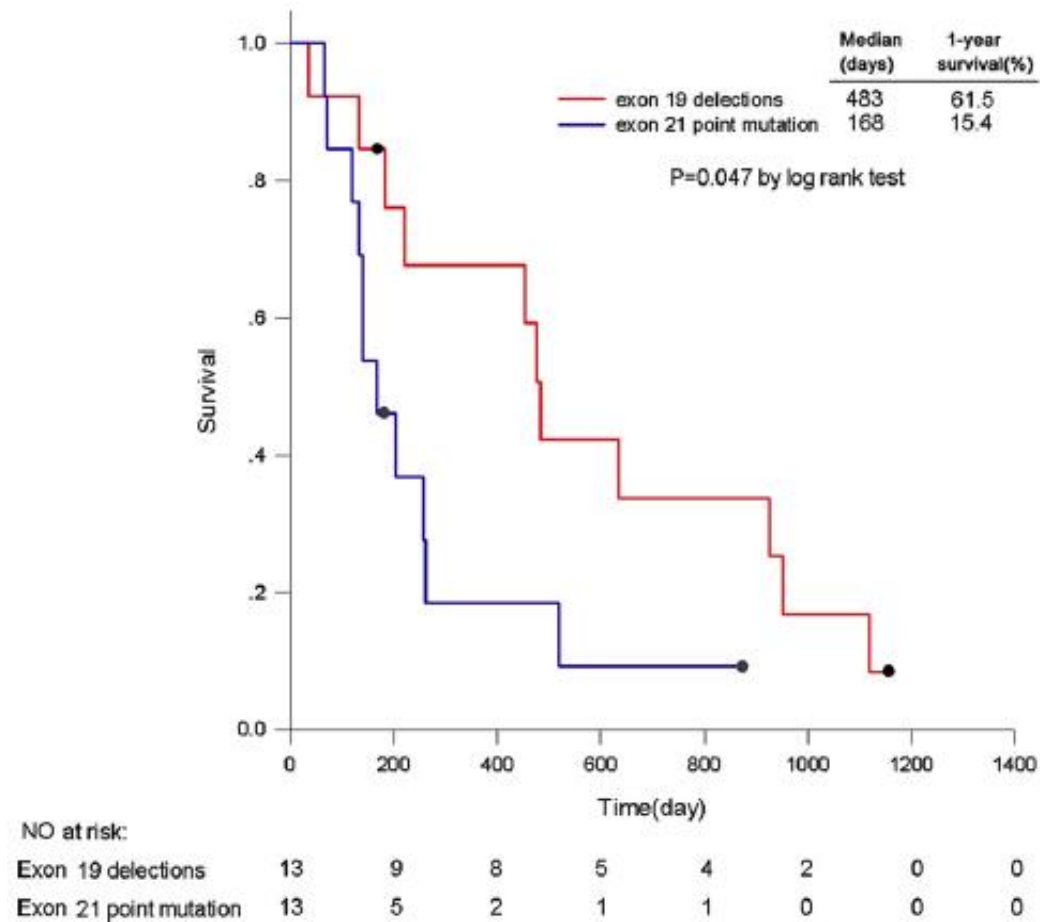 Median 1-year
(days) survival(%)
exon 19 delections 483 61.5
exon 21 point mutation 168 15.4
P=0.047 by log rank test
1.0
.8
.6
.4
.2
0.0
Survival
0 200 400 600 800 1000 1200 1400
Time(day)
NO at risk:
Exon 19 delections 13 9 8 5 4 2 0 0
Exon 21 point mutation 13 5 2 1 1 0 0 0